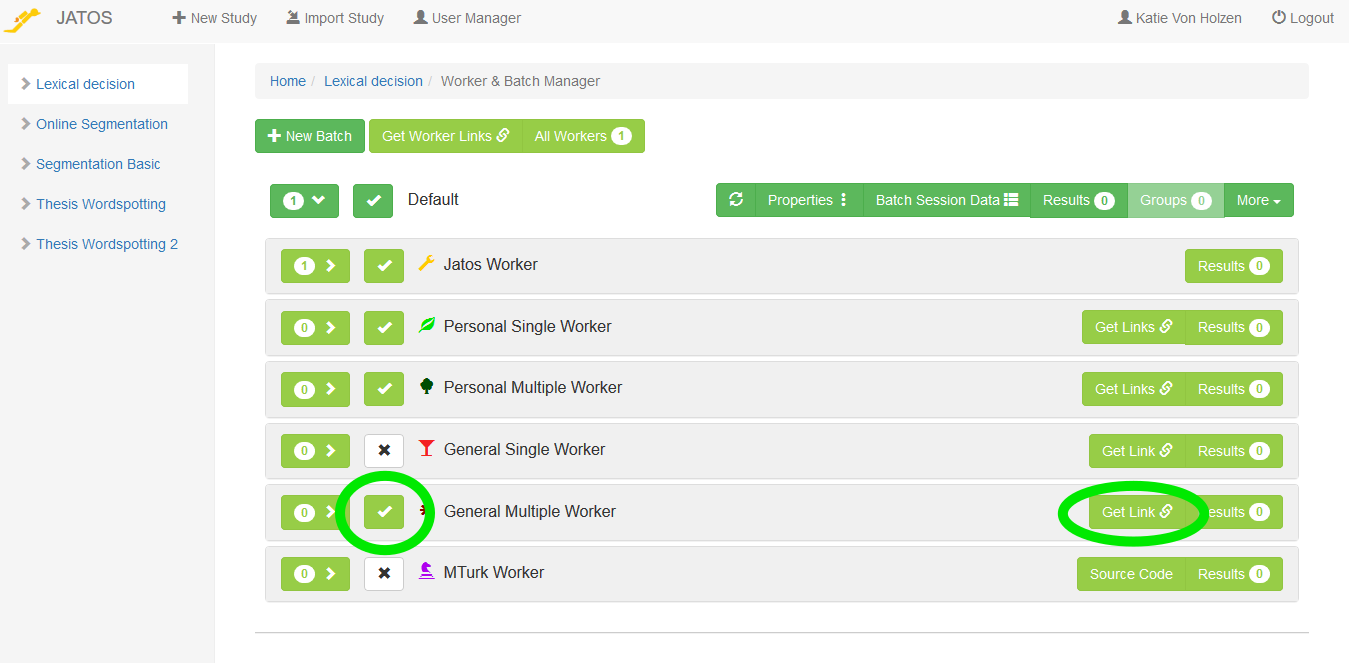 JATOS New Study Import Study User Manager Katie Von Holzen Logout
Lexical decision
Online Segmentation
Segmentation Basic
Thesis Wordspotting
Thesis Wordspotting 2
Home / Lexical decision / Worker & Batch Manager
New Batch Get Worker Links All Workers 1
1 Default Properties Batch Session Data Results 0 Groups 0 More
1 Jatos Worker Results 0
0 Personal Single Worker Get Links Results 0
0 Personal Multiple Worker Get Links Results 0
0 General Single Worker Get Link Results 0
0 General Multiple Worker Get Link esults 0
0 MTurk Worker Source Code Results 0